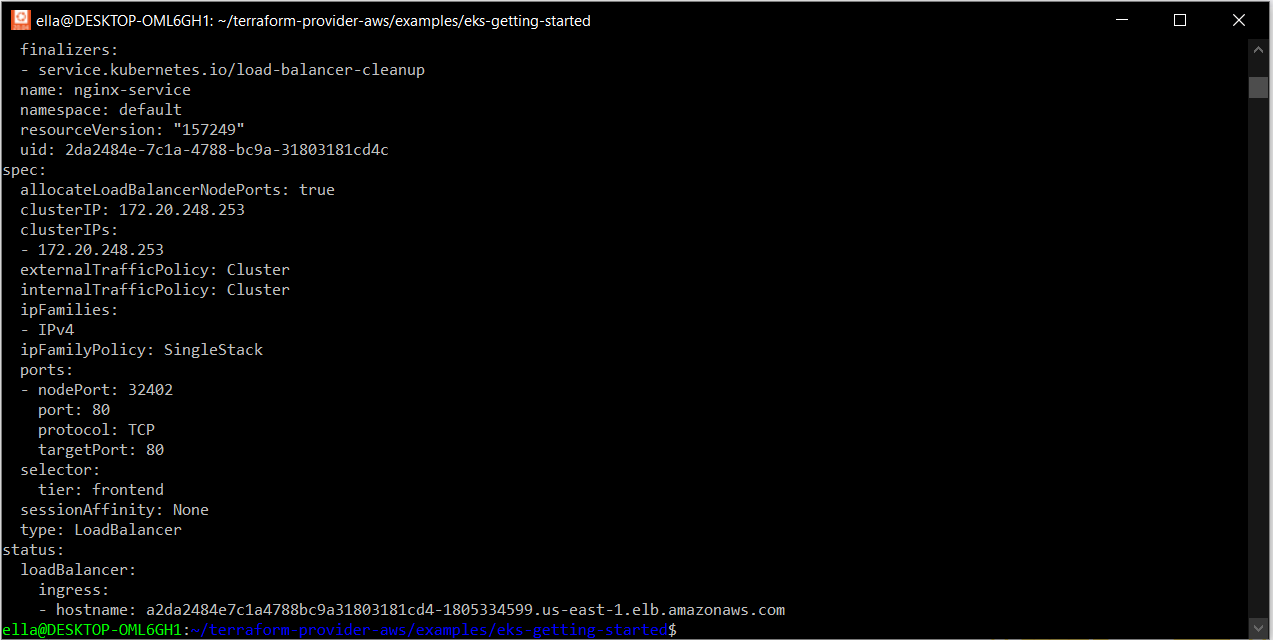 ella@DESKTOP-OML6GH1: ~/terraform-provider-aws/examples/eks-getting-started
  finalizers:
  - service.kubernetes.io/load-balancer-cleanup
  name: nginx-service
  namespace: default
  resourceVersion: "157249"
  uid: 2da2484e-7c1a-4788-bc9a-31803181cd4c
spec:
  allocateLoadBalancerNodePorts: true
  clusterIP: 172.20.248.253
  clusterIPs:
  - 172.20.248.253
  externalTrafficPolicy: Cluster
  internalTrafficPolicy: Cluster
  ipFamilies:
  - IPv4
  ipFamilyPolicy: SingleStack
  ports:
  - nodePort: 32402
    port: 80
    protocol: TCP
    targetPort: 80
  selector:
    tier: frontend
  sessionAffinity: None
  type: LoadBalancer
status:
  loadBalancer:
    ingress:
    - hostname: a2da2484e7c1a4788bc9a31803181cd4-1805334599.us-east-1.elb.amazonaws.com
ella@DESKTOP-OML6GH1:~/terraform-provider-aws/examples/eks-getting-started$